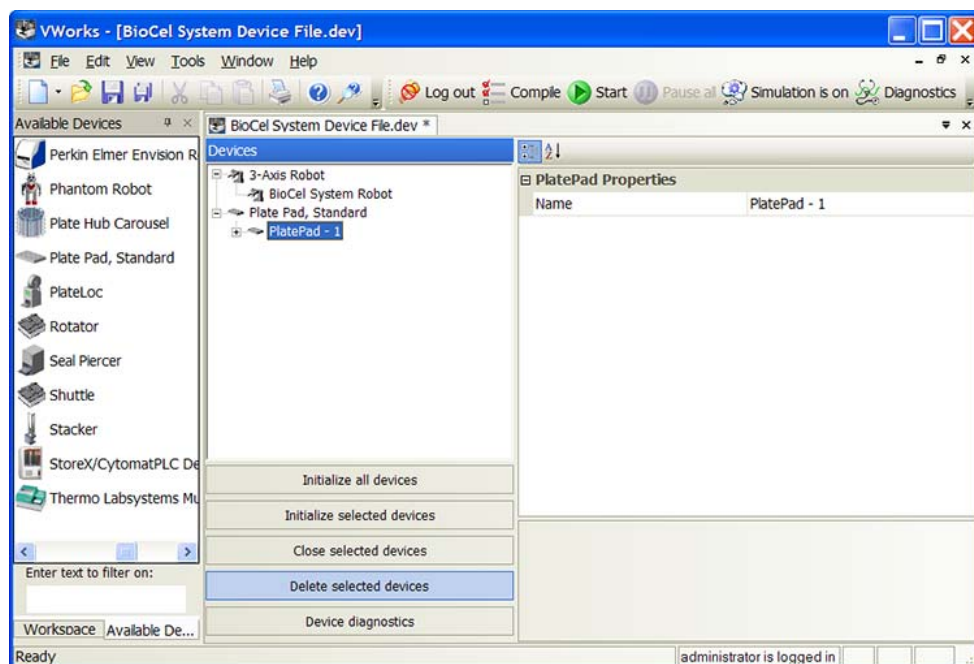 VWorks - [BioCel System Device File.dev]
File Edit View Tools Window Help
Log out Compile Start Pause all Simulation is on Diagnostics
Available Devices
Perkin Elmer Envision R
Phantom Robot
Plate Hub Carousel
Plate Pad, Standard
PlateLoc
Rotator
Seal Piercer
Shuttle
Stacker
StoreX/CytomatPLC De
Thermo Labsystems Mu
Enter text to filter on:
Workspace Available De...
BioCel System Device File.dev *
Devices
3-Axis Robot
BioCel System Robot
Plate Pad, Standard
PlatePad - 1
Initialize all devices
Initialize selected devices
Close selected devices
Delete selected devices
Device diagnostics
PlatePad Properties
Name PlatePad - 1
Ready administrator is logged in